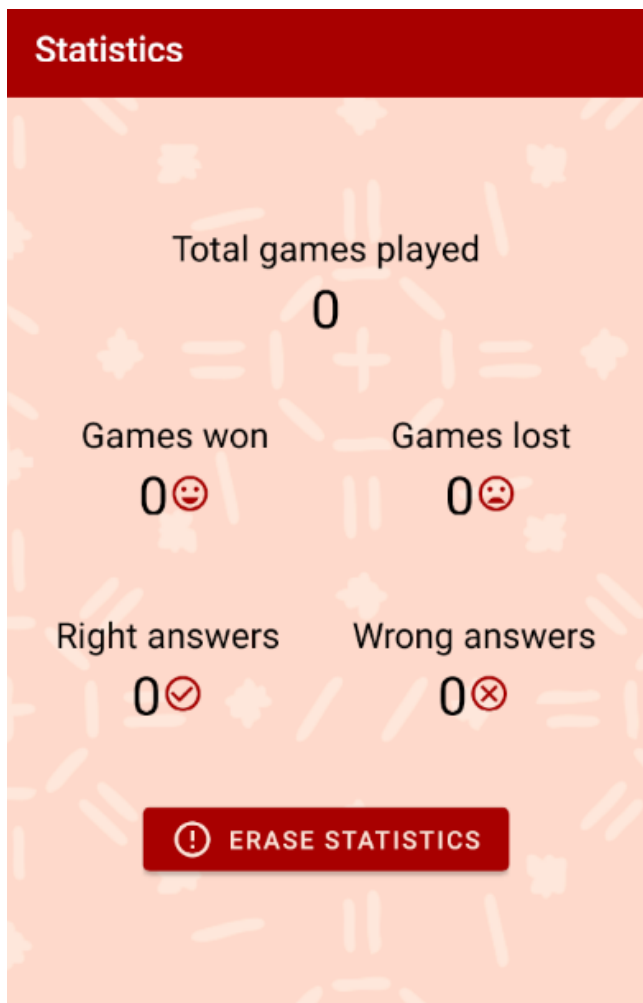 Statistics
Total games played
0
Games won
Games lost
0
0
Right answers
Wrong answers
0
0
ERASE STATISTICS